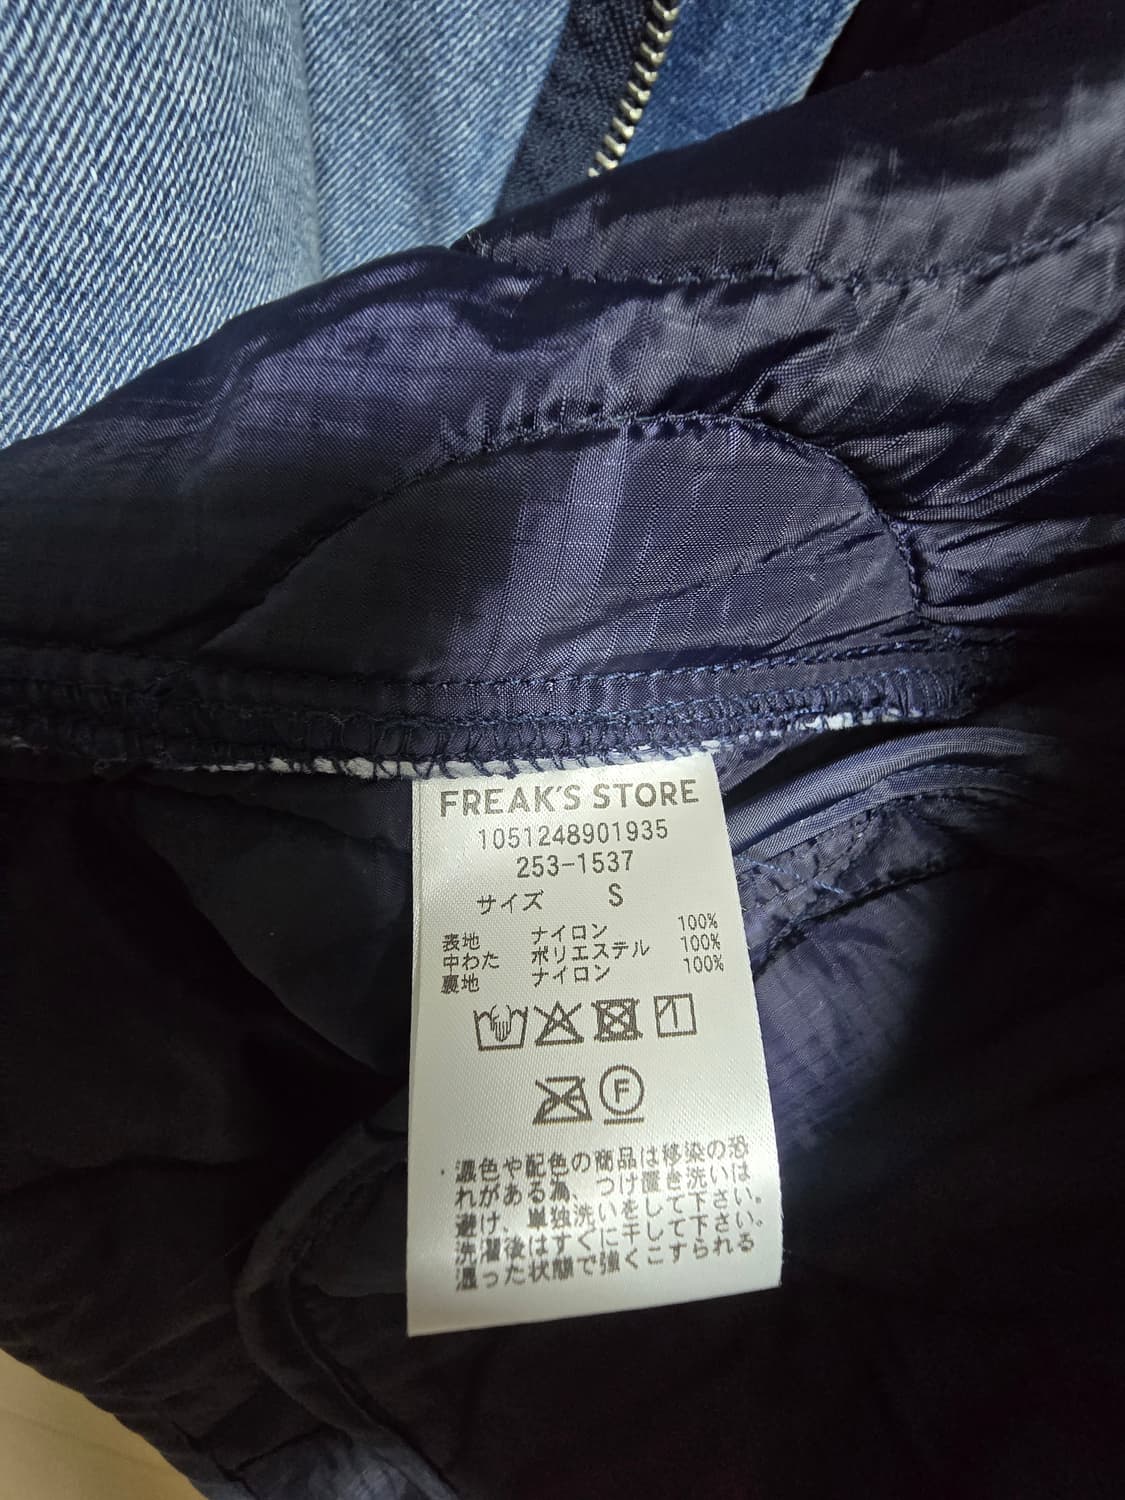 FREAK'S STORE
1051248901935
253-1537
サイズ S
表地 ナイロン 100%
中わた ポリエステル 100%
裏地 ナイロン 100%
F
・濃色や配色の商品は移染の恐
れがある為、つけ置き洗いは
避け、単独洗いをして下さい。
洗濯後はすぐに干して下さい。
湿った状態で強くこすられる